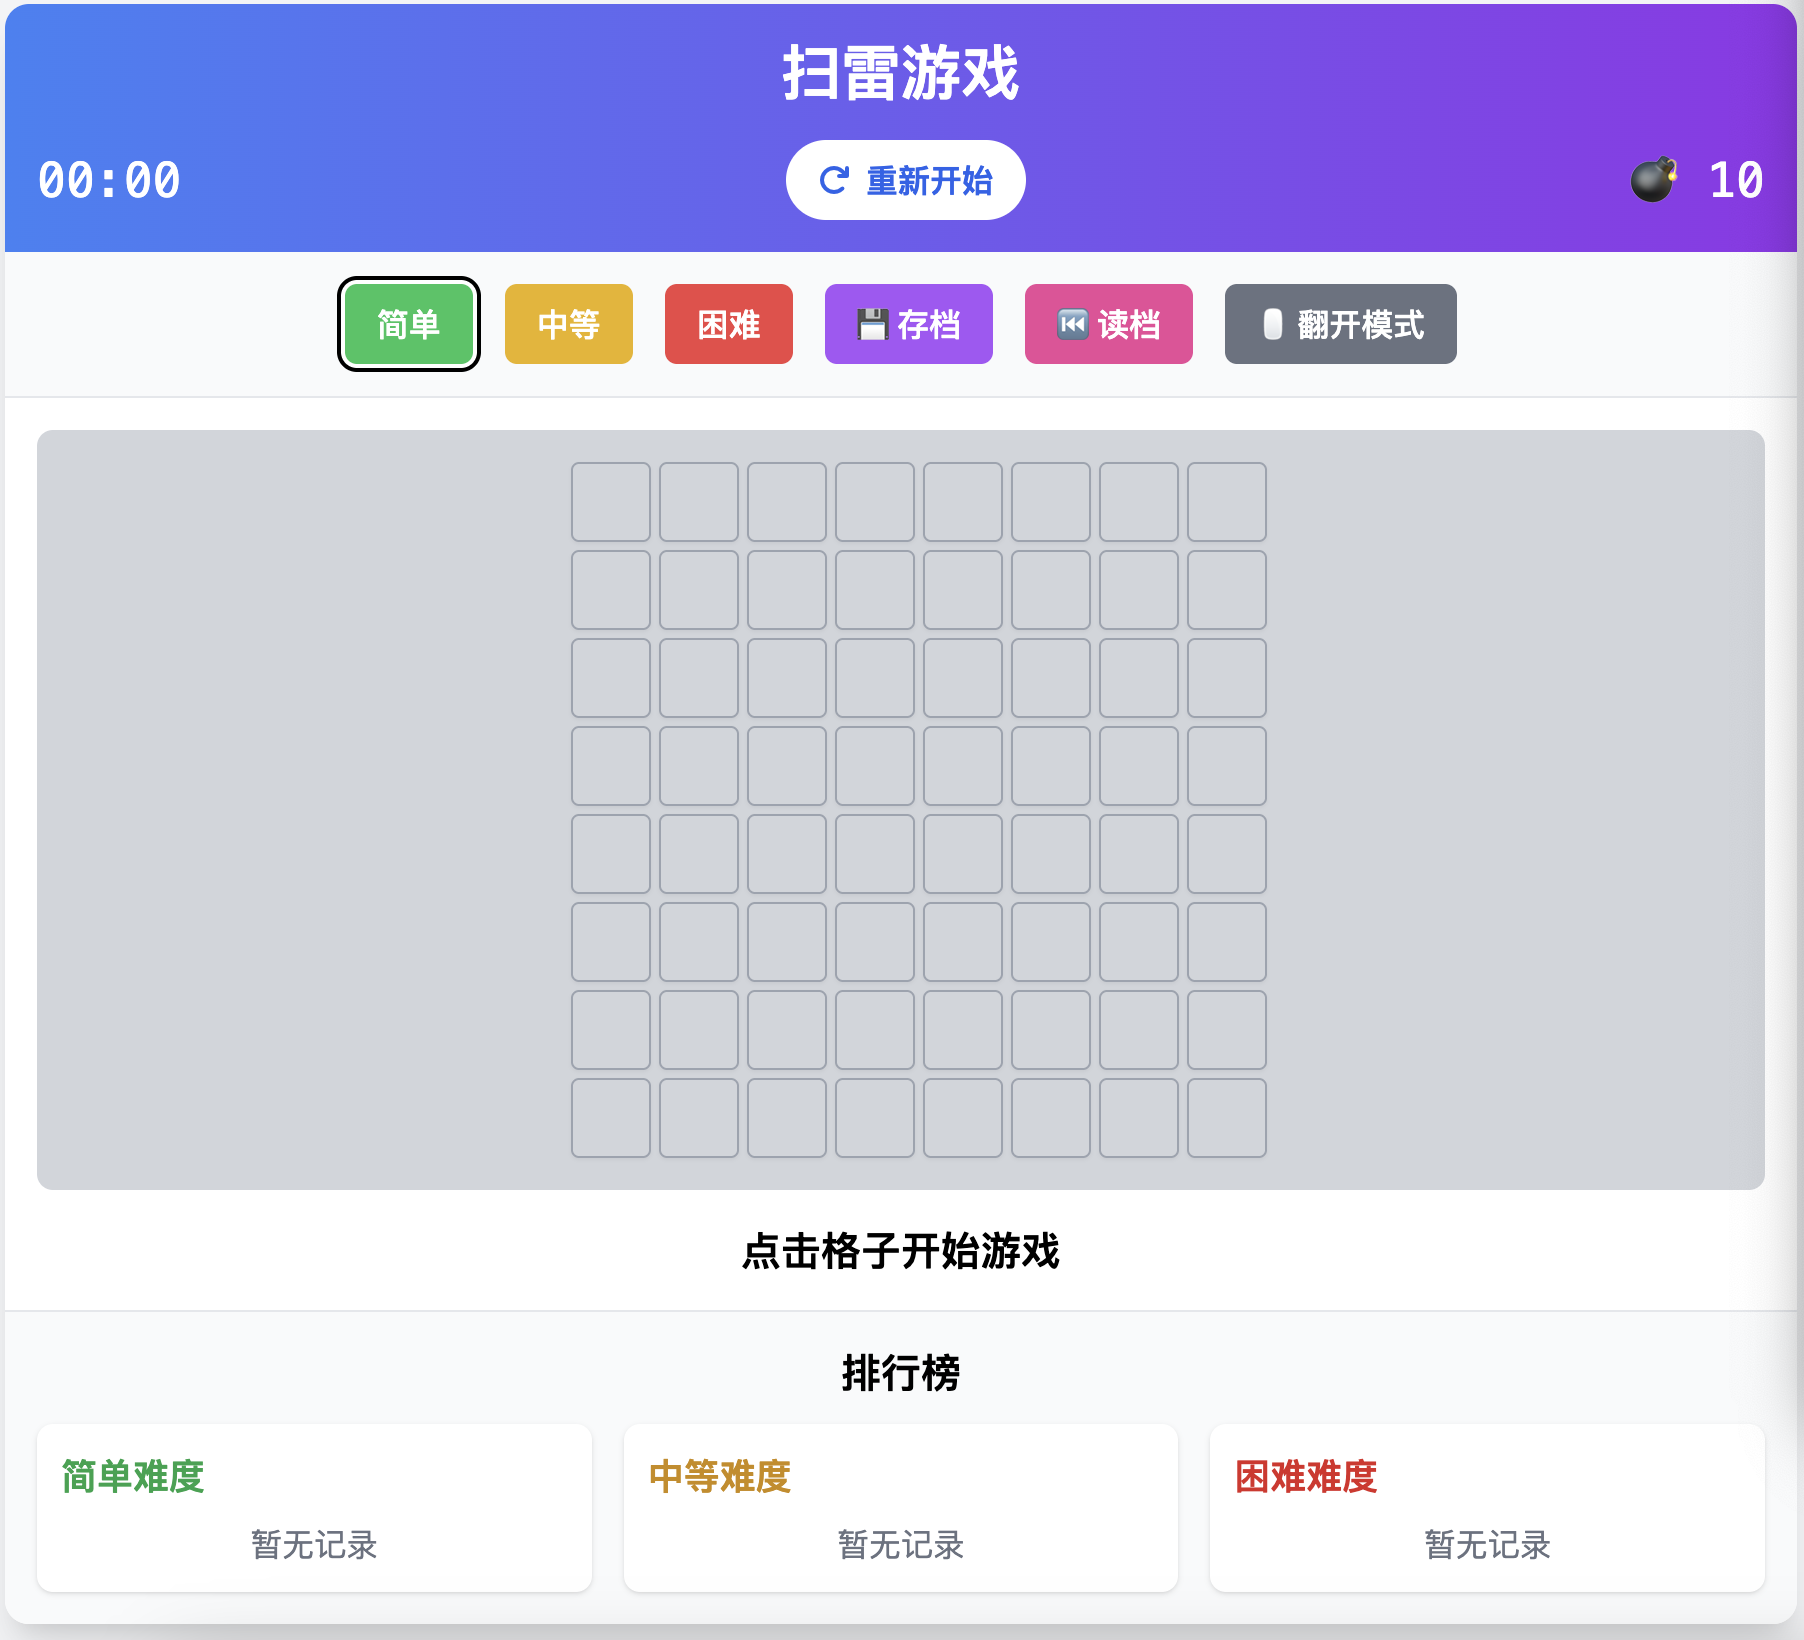 扫雷游戏
00:00
重新开始
10
简单
中等
困难
存档
读档
翻开模式
点击格子开始游戏
排行榜
简单难度
暂无记录
中等难度
暂无记录
困难难度
暂无记录